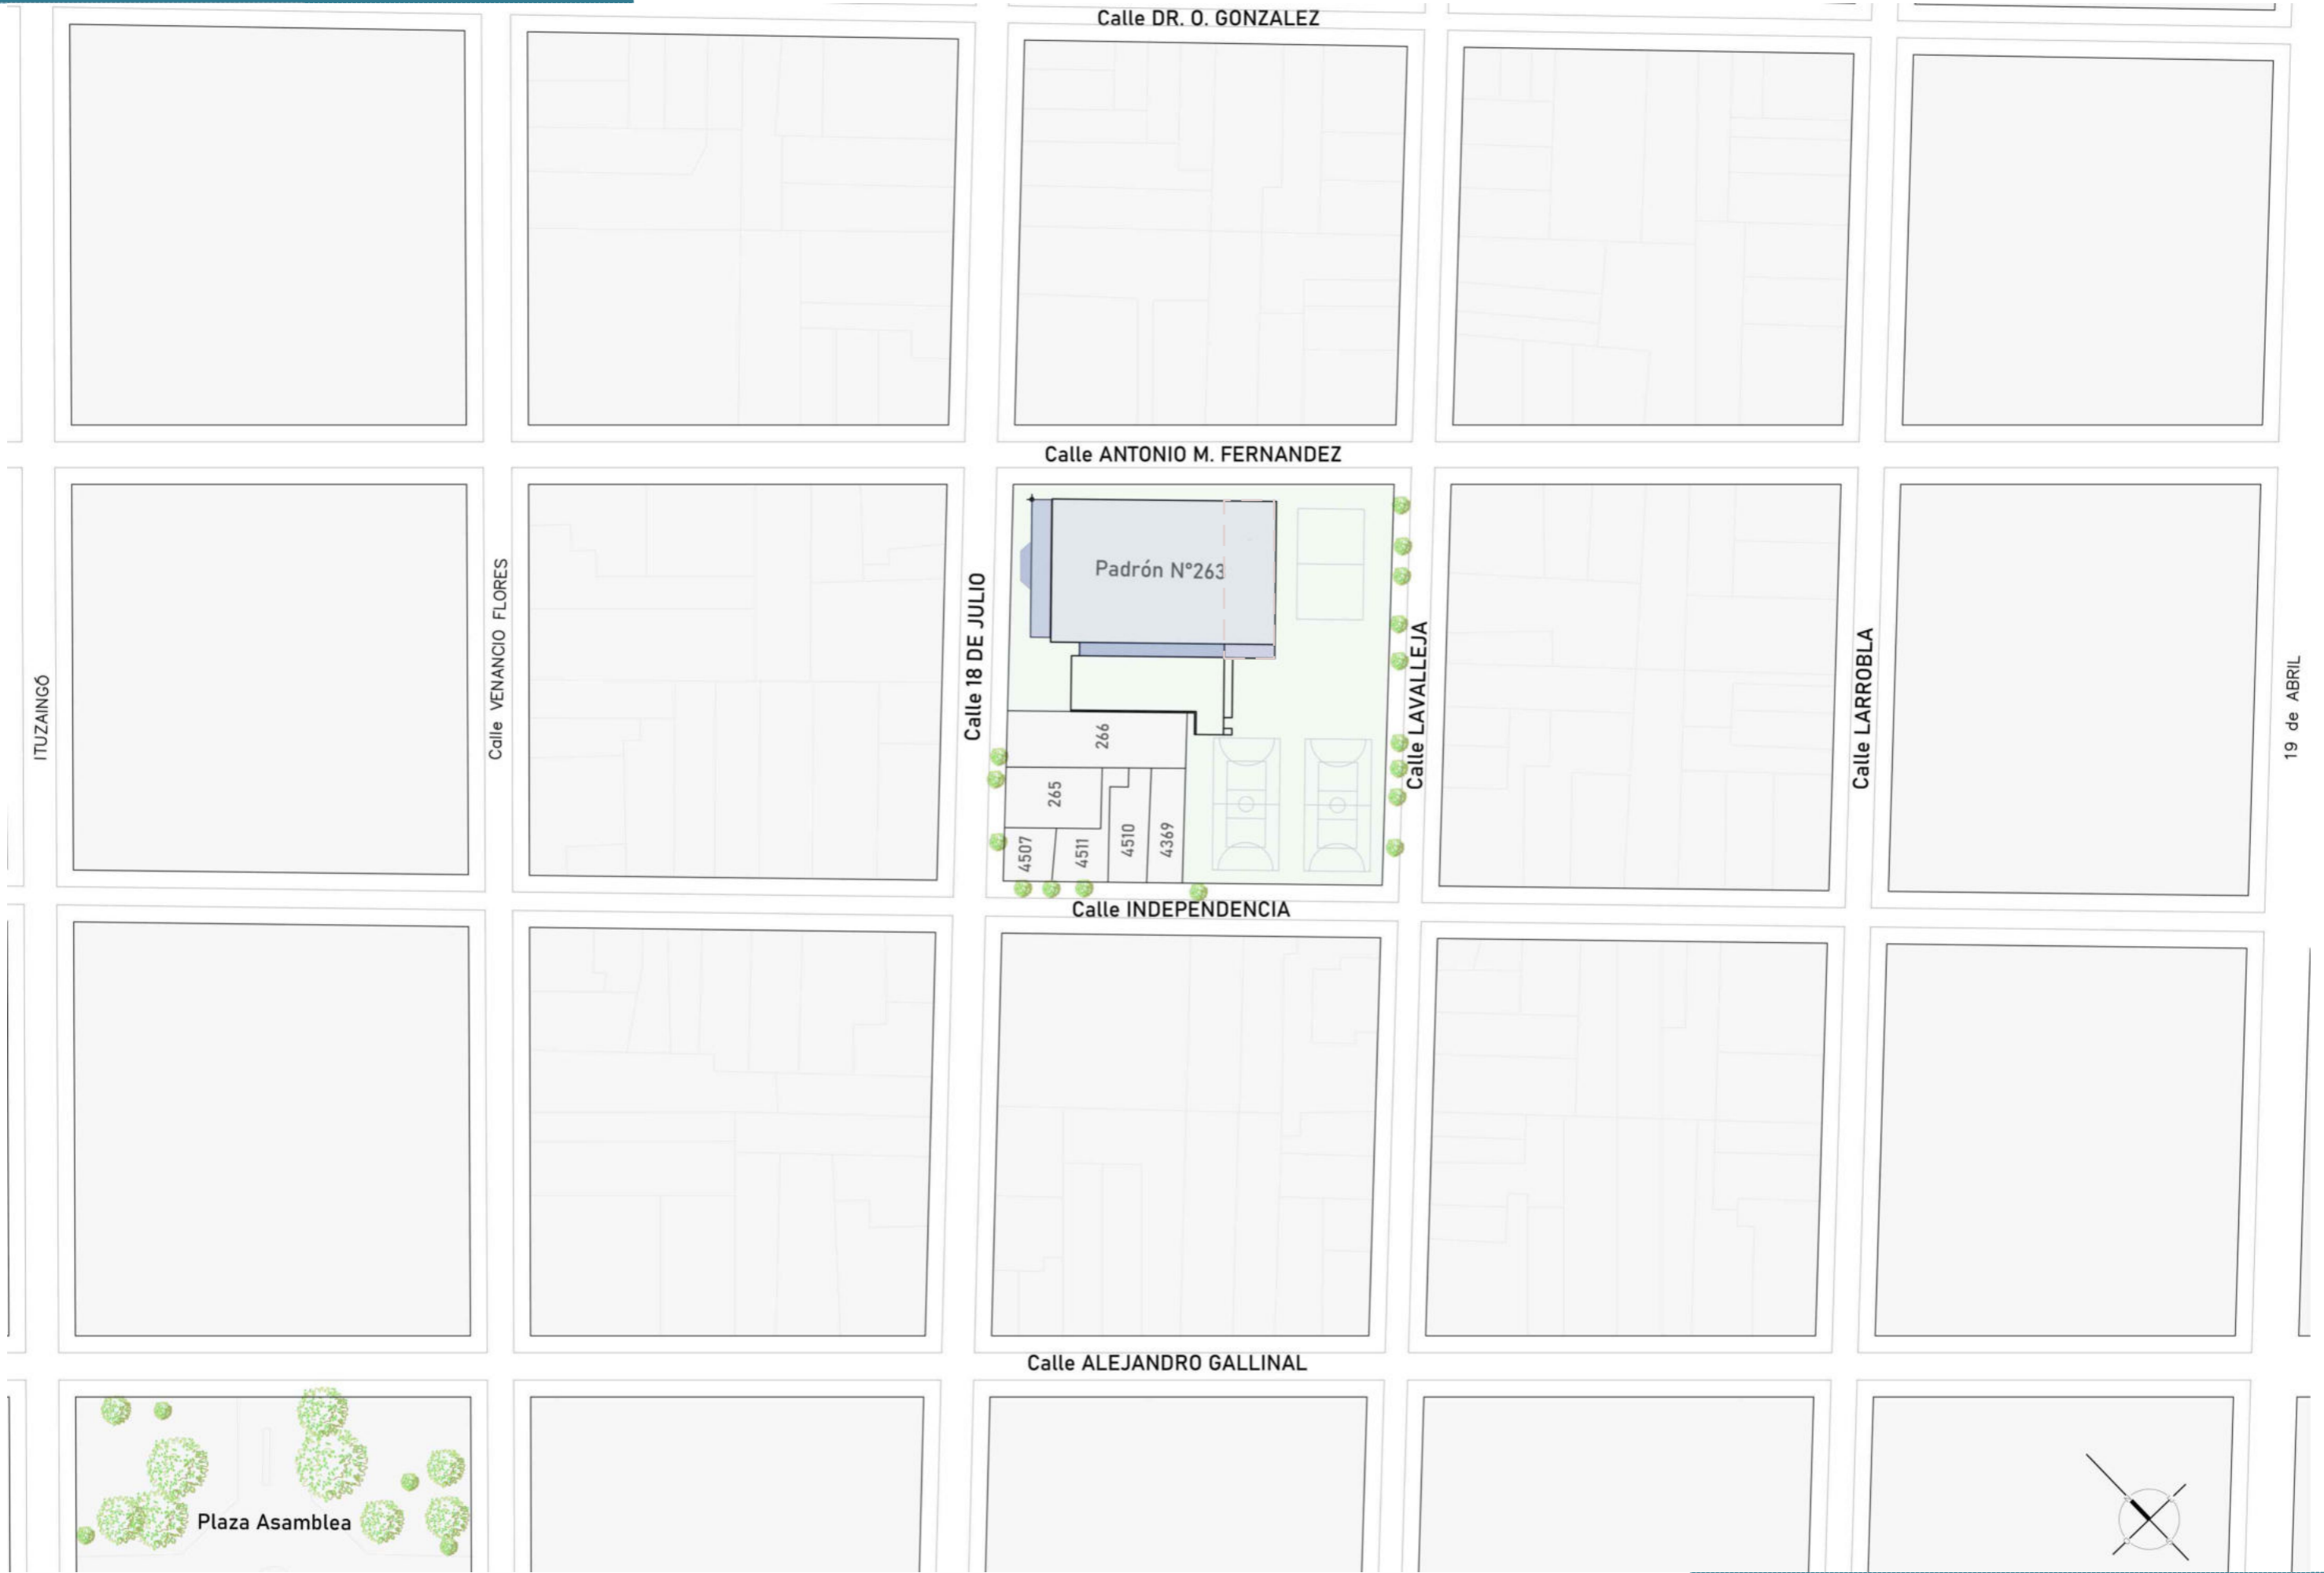 Calle DR. O. GONZALEZ
Calle ANTONIO M. FERNANDEZ
ITUZAINGÓ
Calle VENANCIO FLORES
Calle 18 DE JULIO
Padrón N°263
266
265
4507
4511
4510
4369
Calle LAVALLEJA
Calle LARROBLA
19 de ABRIL
Calle INDEPENDENCIA
Calle ALEJANDRO GALLINAL
Plaza Asamblea